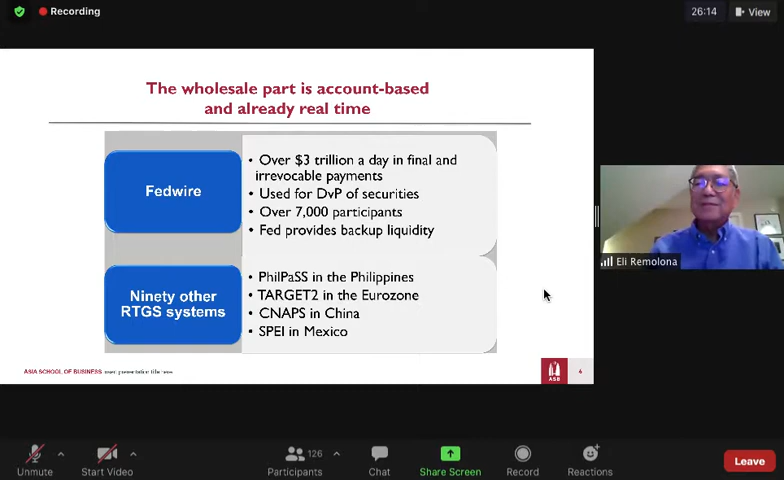 Recording
26:14
View
The wholesale part is account-based
and already real time
Fedwire
• Over $3 trillion a day in final and
irrevocable payments
• Used for DvP of securities
• Over 7,000 participants
• Fed provides backup liquidity
Ninety other
RTGS systems
• PhilPaSS in the Philippines
• TARGET2 in the Eurozone
• CNAPS in China
• SPEI in Mexico
Eli Remolona
ASIA SCHOOL OF BUSINESS
ASB
4
Unmute
Start Video
126
Participants
Chat
Share Screen
Record
Reactions
Leave